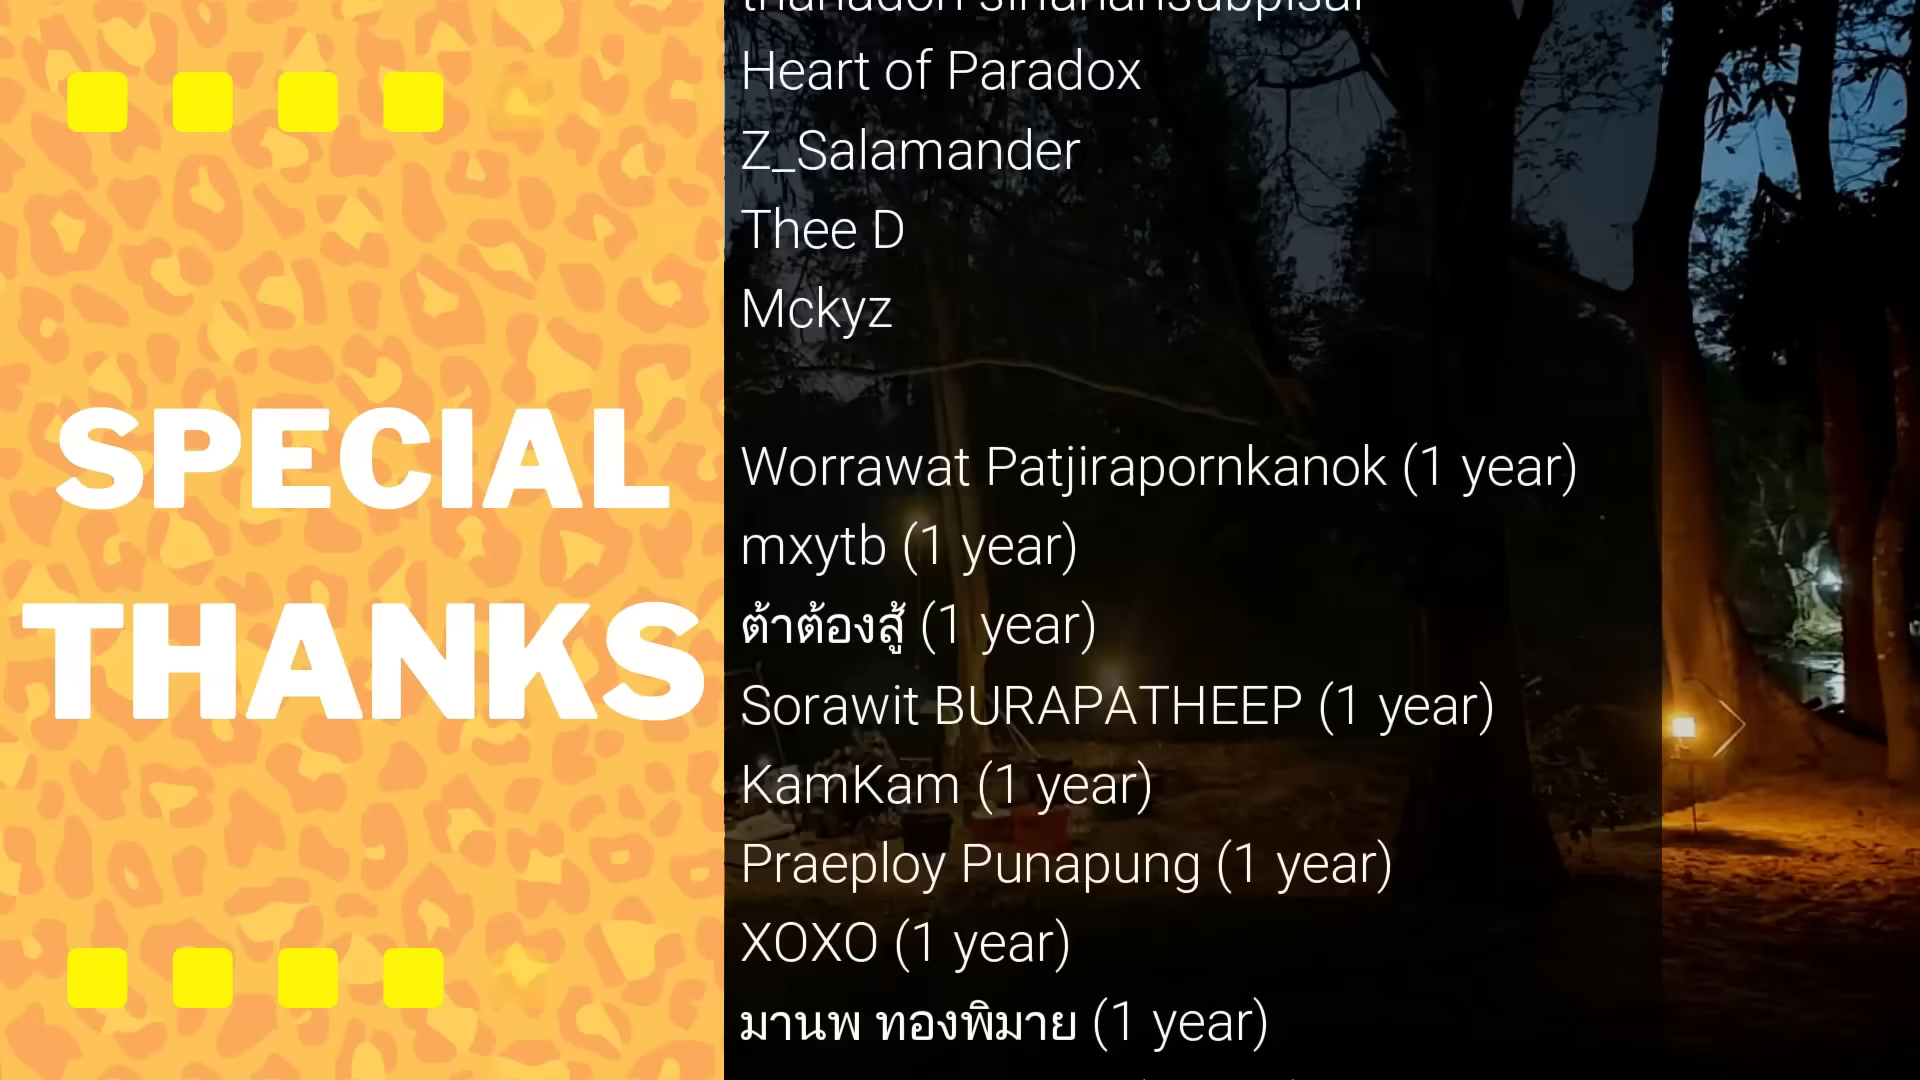 SPECIAL
THANKS
Heart of Paradox
Z_Salamander
Thee D
Mckyz
Worrawat Patjirapornkanok (1 year)
mxytb (1 year)
ต้าต้องสู้ (1 year)
Sorawit BURAPATHEEP (1 year)
KamKam (1 year)
Praeploy Punapung (1 year)
XOXO (1 year)
มานพ ทองพิมาย (1 year)